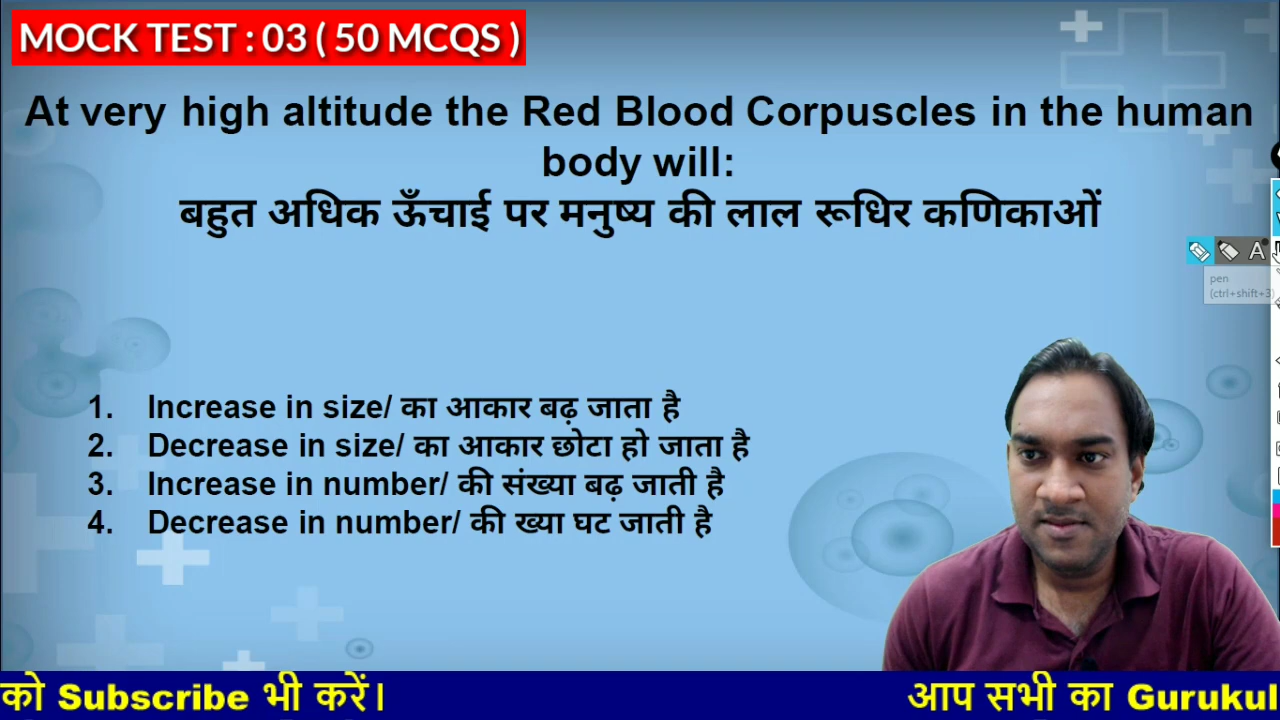 MOCK TEST : 03 ( 50 MCQS )
At very high altitude the Red Blood Corpuscles in the human
body will:
बहुत अधिक ऊँचाई पर मनुष्य की लाल रूधिर कणिकाओं
A
pen
(ctrl+shift+3)
1. Increase in size/ का आकार बढ़ जाता है
2. Decrease in size/ का आकार छोटा हो जाता है
3. Increase in number/ की संख्या बढ़ जाती है
4. Decrease in number/ की ख्या घट जाती है
को Subscribe भी करें। आप सभी का Gurukul